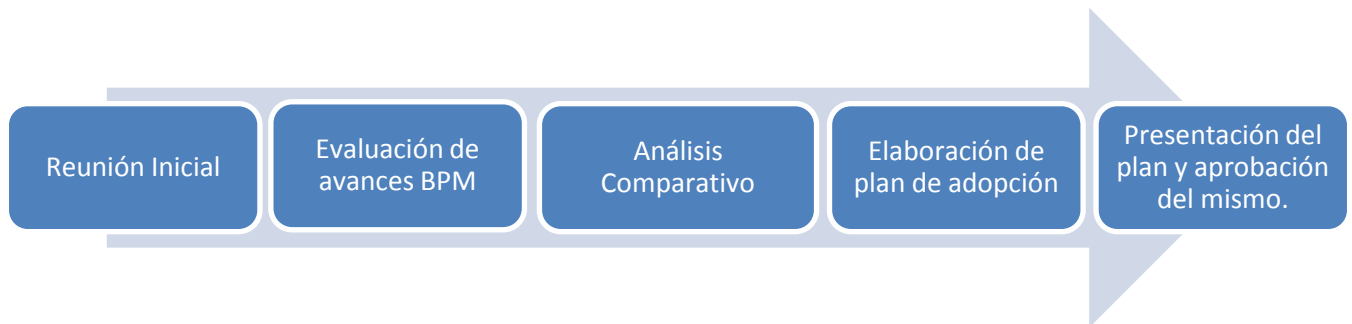 Reunión Inicial
Evaluación de
avances BPM
Análisis
Comparativo
Elaboración de
plan de adopción
Presentación del
plan y aprobación
del mismo.